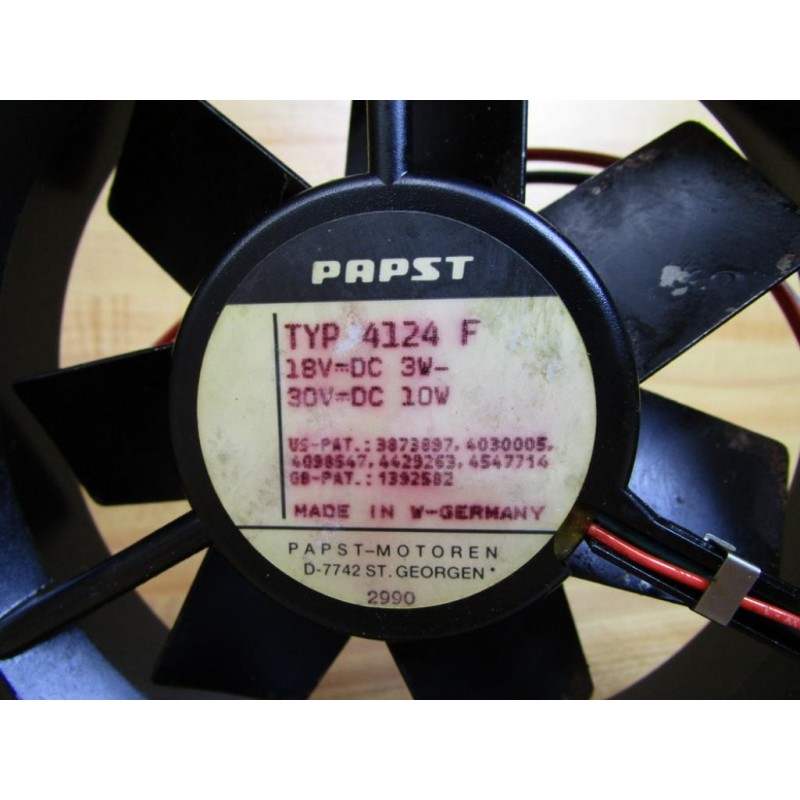 PAPST
TYP 4124 F
18V=DC 3W-
30V=DC 10W
US-PAT.: 3873897, 4030005,
4098547, 4429263, 4547714
GB-PAT.: 1392582
MADE IN W-GERMANY
PAPST-MOTOREN
D-7742 ST. GEORGEN
2990